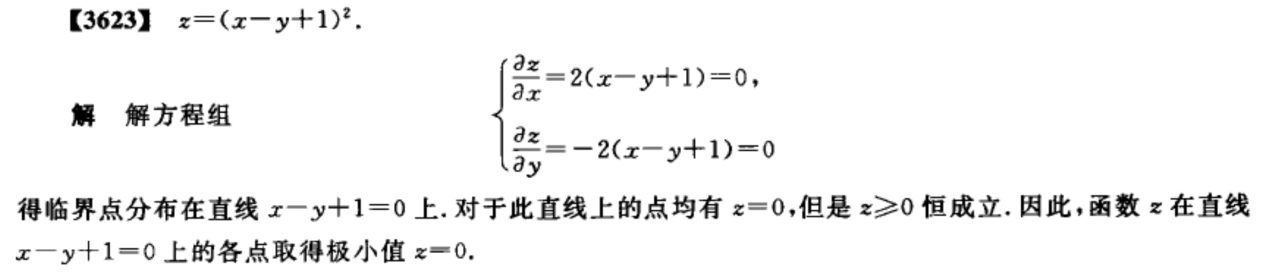 【3623】 z=(x-y+1)².
解 解方程组 { ∂z/∂x=2(x-y+1)=0,
∂z/∂y=-2(x-y+1)=0
得临界点分布在直线 x-y+1=0 上.对于此直线上的点均有 z=0,但是 z≥0 恒成立.因此,函数 z 在直线
x-y+1=0 上的各点取得极小值 z=0.